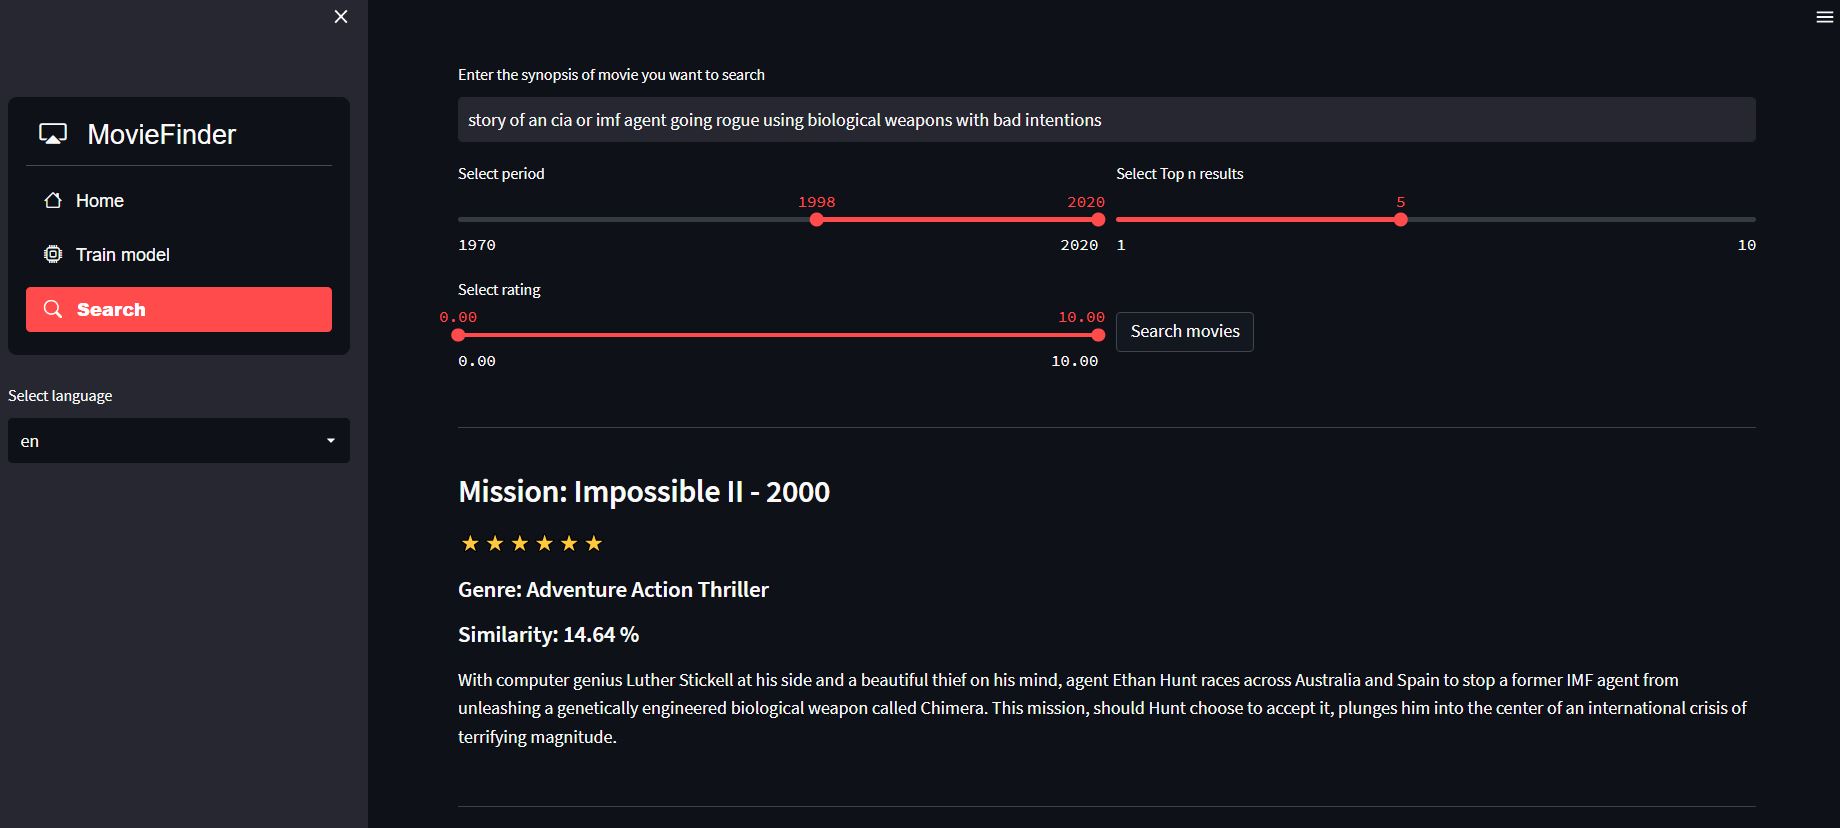 MovieFinder
Home
Train model
Search
Select language
en
Enter the synopsis of movie you want to search
story of an cia or imf agent going rogue using biological weapons with bad intentions
Select period
1998 2020
1970 2020
Select Top n results
5
1 10
Select rating
0.00 10.00
0.00 10.00
Search movies
Mission: Impossible II - 2000
Genre: Adventure Action Thriller
Similarity: 14.64 %
With computer genius Luther Stickell at his side and a beautiful thief on his mind, agent Ethan Hunt races across Australia and Spain to stop a former IMF agent from
unleashing a genetically engineered biological weapon called Chimera. This mission, should Hunt choose to accept it, plunges him into the center of an international crisis of
terrifying magnitude.